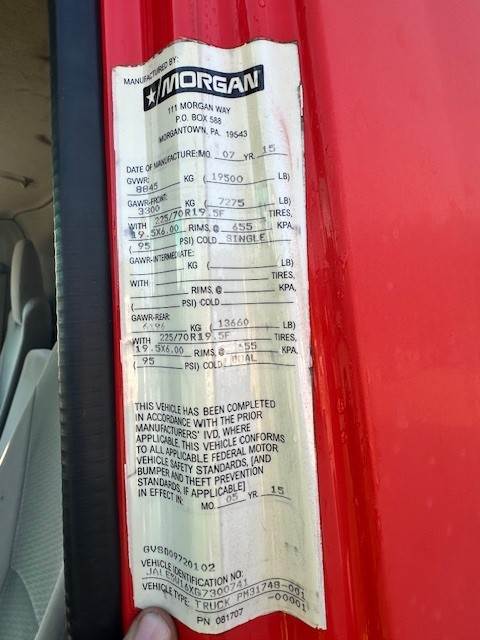 MANUFACTURED BY:
MORGAN
111 MORGAN WAY
P.O. BOX 588
MORGANTOWN, PA. 19543
DATE OF MANUFACTURE: MO. 07 YR. 15
GVWR:
8845 KG ( 19500 LB)
GAWR-FRONT:
3300 KG ( 7275 LB)
WITH 225/70R19.5F TIRES,
19.5X6.00 RIMS, @ 655 KPA,
( 95 PSI) COLD SINGLE
GAWR-INTERMEDIATE:
KG ( LB)
WITH TIRES,
RIMS, @ KPA,
( PSI) COLD
GAWR-REAR:
6196 KG ( 13660 LB)
WITH 225/70R19.5F TIRES,
19.5X6.00 RIMS, @ 655 KPA,
( 95 PSI) COLD DUAL
THIS VEHICLE HAS BEEN COMPLETED
IN ACCORDANCE WITH THE PRIOR
MANUFACTURERS' IVD, WHERE
APPLICABLE. THIS VEHICLE CONFORMS
TO ALL APPLICABLE FEDERAL MOTOR
VEHICLE SAFETY STANDARDS, [AND
BUMPER AND THEFT PREVENTION
STANDARDS, IF APPLICABLE]
IN EFFECT IN: MO. 05 YR. 15
GVSD09720102
VEHICLE IDENTIFICATION NO:
VEHICLE TYPE: TRUCK PM31748-001
-00001
PN 081707